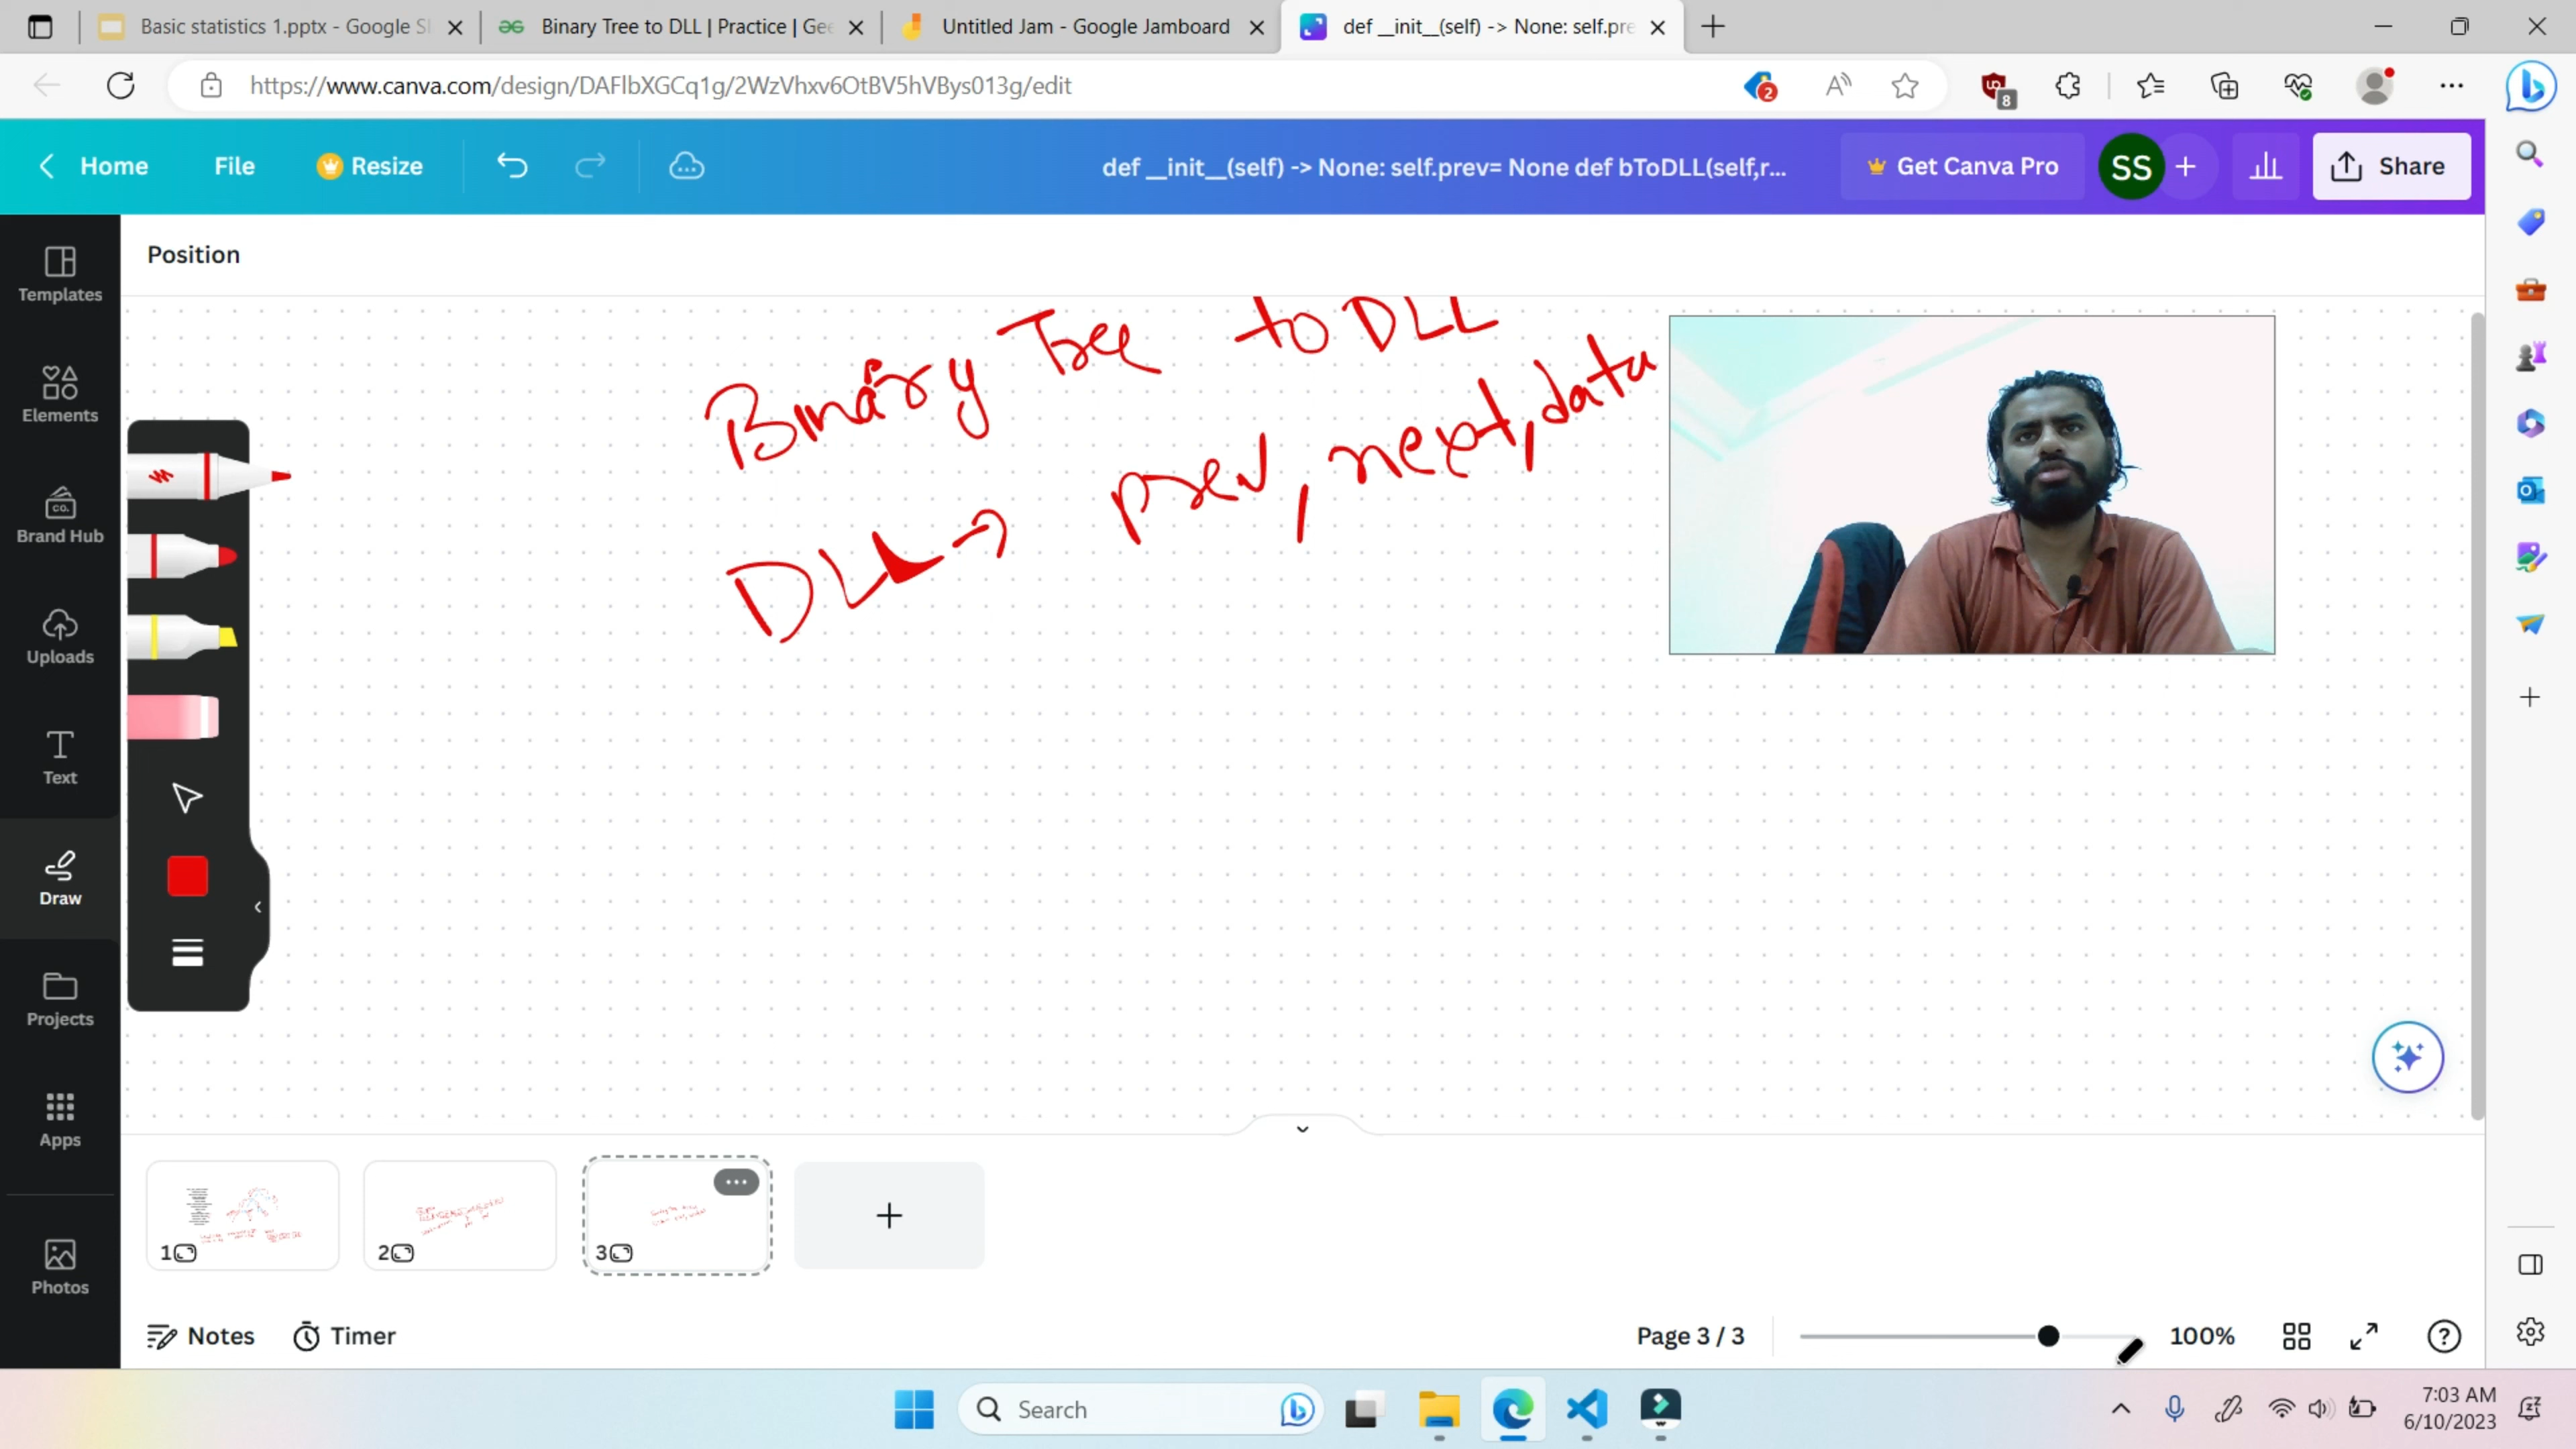 Basic statistics 1.pptx - Google Sl
Binary Tree to DLL | Practice | Gee
Untitled Jam - Google Jamboard
def __init__(self) -> None: self.pre
https://www.canva.com/design/DAFlbXGCq1g/2WzVhxv6OtBV5hVBys013g/edit
2
8
Home File Resize
def __init__(self) -> None: self.prev= None def bToDLL(self,r...
Get Canva Pro
SS
Share
Position
Templates
Elements
Brand Hub
Uploads
Text
Draw
Projects
Apps
Photos
Binary Tree to DLL
DLL → prev, next, data
1
2
3
Notes
Timer
Page 3 / 3
100%
Search
7:03 AM
6/10/2023